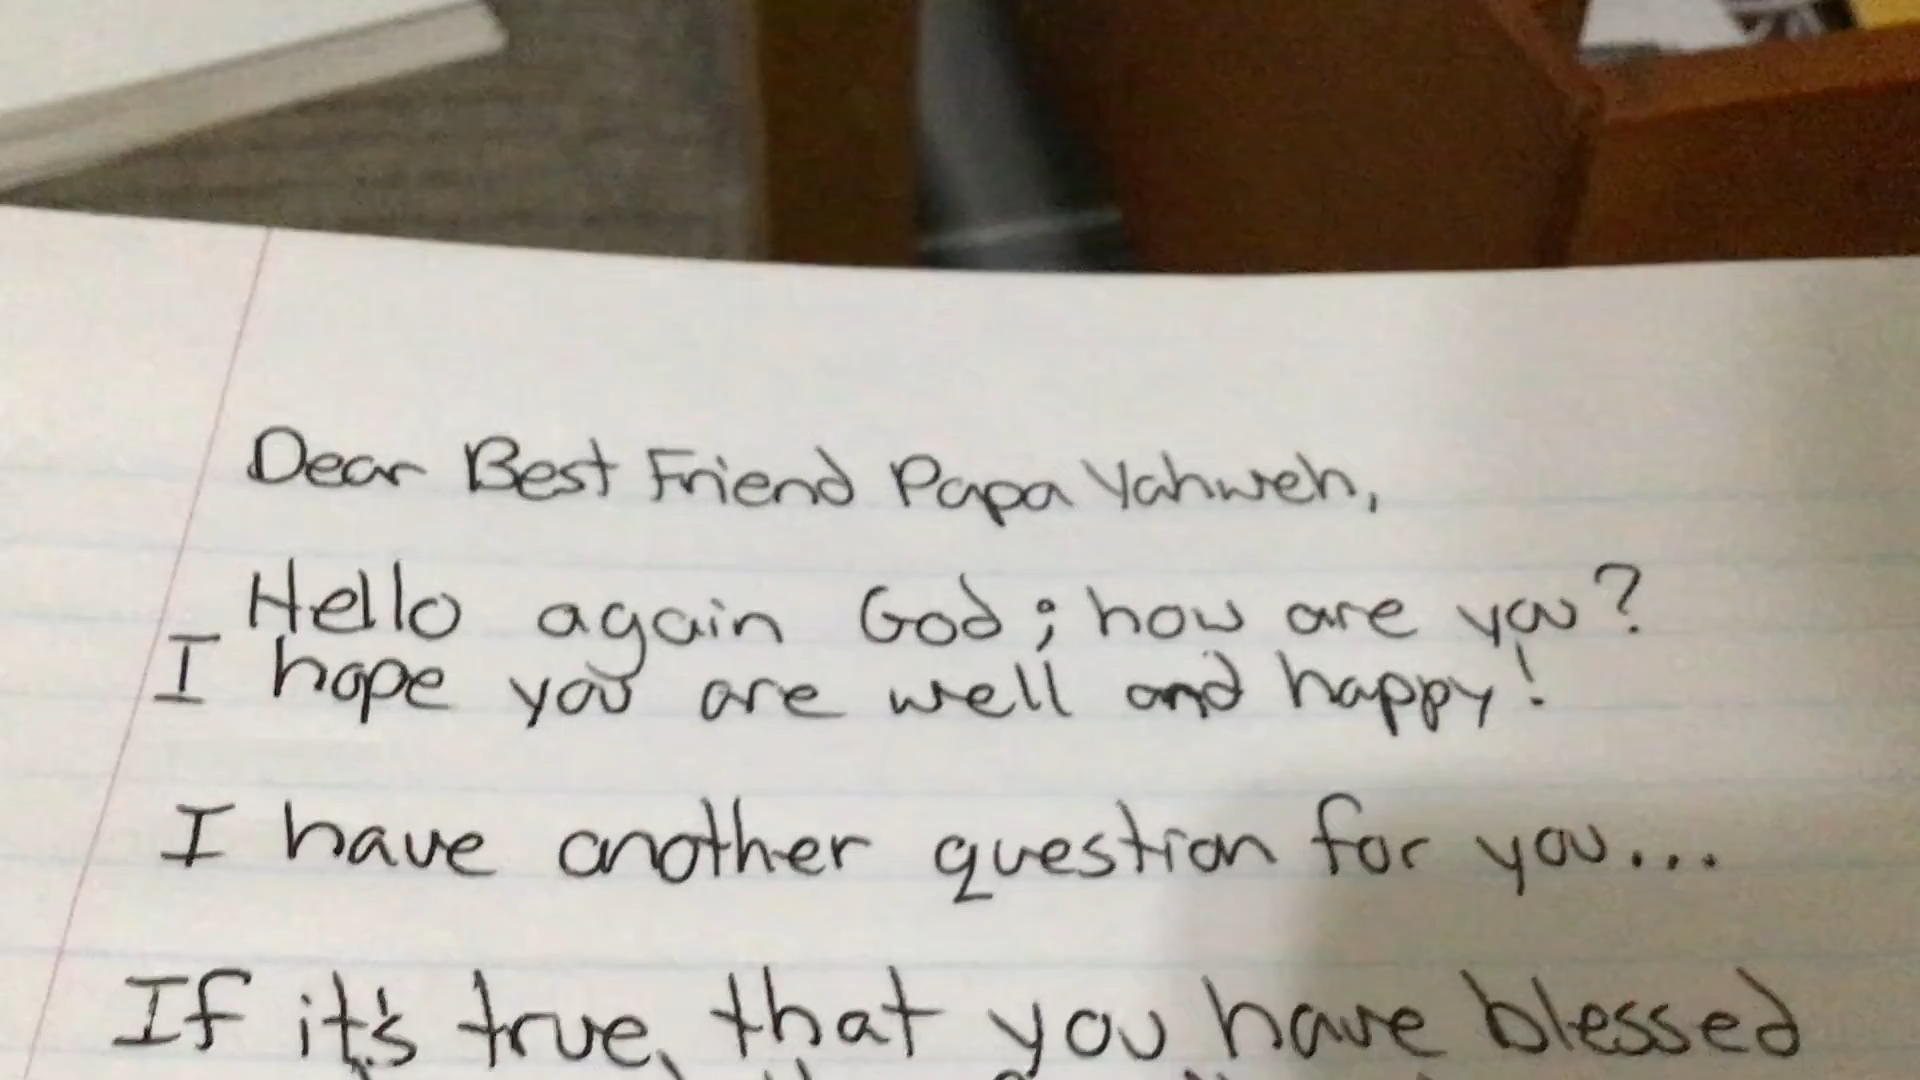 Dear Best Friend Papa Yahweh,
Hello again God; how are you?
I hope you are well and happy!
I have another question for you...
If it's true, that you have blessed